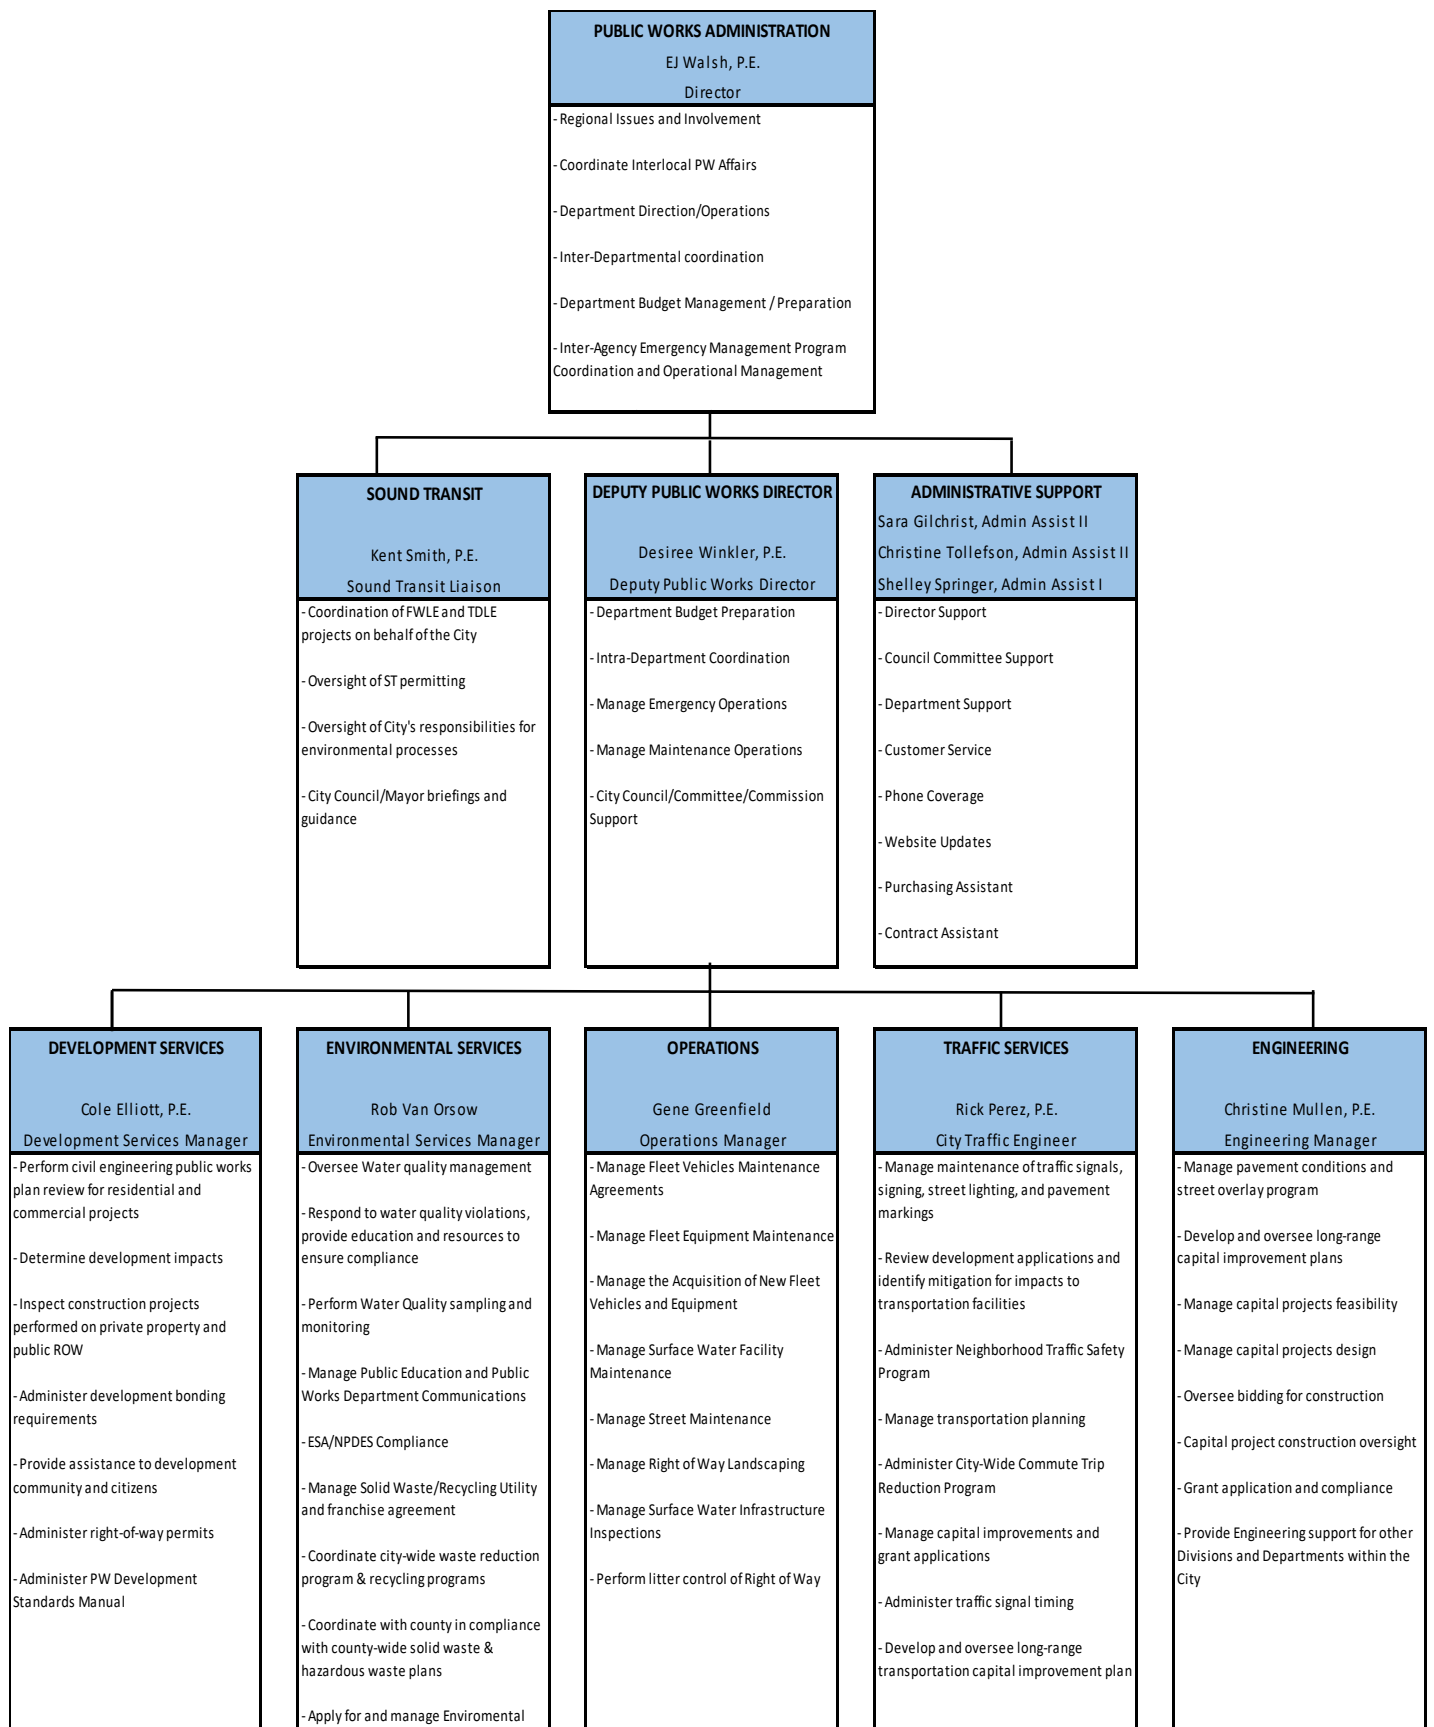 PUBLIC WORKS ADMINISTRATION
EJ Walsh, P.E.
Director
- Regional Issues and Involvement
- Coordinate Interlocal PW Affairs
- Department Direction/Operations
- Inter-Departmental coordination
- Department Budget Management / Preparation
- Inter-Agency Emergency Management Program
Coordination and Operational Management
SOUND TRANSIT
Kent Smith, P.E.
Sound Transit Liaison
- Coordination of FWLE and TDLE
projects on behalf of the City
- Oversight of ST permitting
- Oversight of City's responsibilities for
environmental processes
- City Council/Mayor briefings and
guidance
DEPUTY PUBLIC WORKS DIRECTOR
Desiree Winkler, P.E.
Deputy Public Works Director
- Department Budget Preparation
- Intra-Department Coordination
- Manage Emergency Operations
- Manage Maintenance Operations
- City Council/Committee/Commission
Support
ADMINISTRATIVE SUPPORT
Sara Gilchrist, Admin Assist II
Christine Tollefson, Admin Assist II
Shelley Springer, Admin Assist I
- Director Support
- Council Committee Support
- Department Support
- Customer Service
- Phone Coverage
- Website Updates
- Purchasing Assistant
- Contract Assistant
DEVELOPMENT SERVICES
Cole Elliott, P.E.
Development Services Manager
- Perform civil engineering public works
plan review for residential and
commercial projects
- Determine development impacts
- Inspect construction projects
performed on private property and
public ROW
- Administer development bonding
requirements
- Provide assistance to development
community and citizens
- Administer right-of-way permits
- Administer PW Development
Standards Manual
ENVIRONMENTAL SERVICES
Rob Van Orsow
Environmental Services Manager
- Oversee Water quality management
- Respond to water quality violations,
provide education and resources to
ensure compliance
- Perform Water Quality sampling and
monitoring
- Manage Public Education and Public
Works Department Communications
- ESA/NPDES Compliance
- Manage Solid Waste/Recycling Utility
and franchise agreement
- Coordinate city-wide waste reduction
program & recycling programs
- Coordinate with county in compliance
with county-wide solid waste &
hazardous waste plans
- Apply for and manage Enviromental
OPERATIONS
Gene Greenfield
Operations Manager
- Manage Fleet Vehicles Maintenance
Agreements
- Manage Fleet Equipment Maintenance
- Manage the Acquisition of New Fleet
Vehicles and Equipment
- Manage Surface Water Facility
Maintenance
- Manage Street Maintenance
- Manage Right of Way Landscaping
- Manage Surface Water Infrastructure
Inspections
- Perform litter control of Right of Way
TRAFFIC SERVICES
Rick Perez, P.E.
City Traffic Engineer
- Manage maintenance of traffic signals,
signing, street lighting, and pavement
markings
- Review development applications and
identify mitigation for impacts to
transportation facilities
- Administer Neighborhood Traffic Safety
Program
- Manage transportation planning
- Administer City-Wide Commute Trip
Reduction Program
- Manage capital improvements and
grant applications
- Administer traffic signal timing
- Develop and oversee long-range
transportation capital improvement plan
ENGINEERING
Christine Mullen, P.E.
Engineering Manager
- Manage pavement conditions and
street overlay program
- Develop and oversee long-range
capital improvement plans
- Manage capital projects feasibility
- Manage capital projects design
- Oversee bidding for construction
- Capital project construction oversight
- Grant application and compliance
- Provide Engineering support for other
Divisions and Departments within the
City